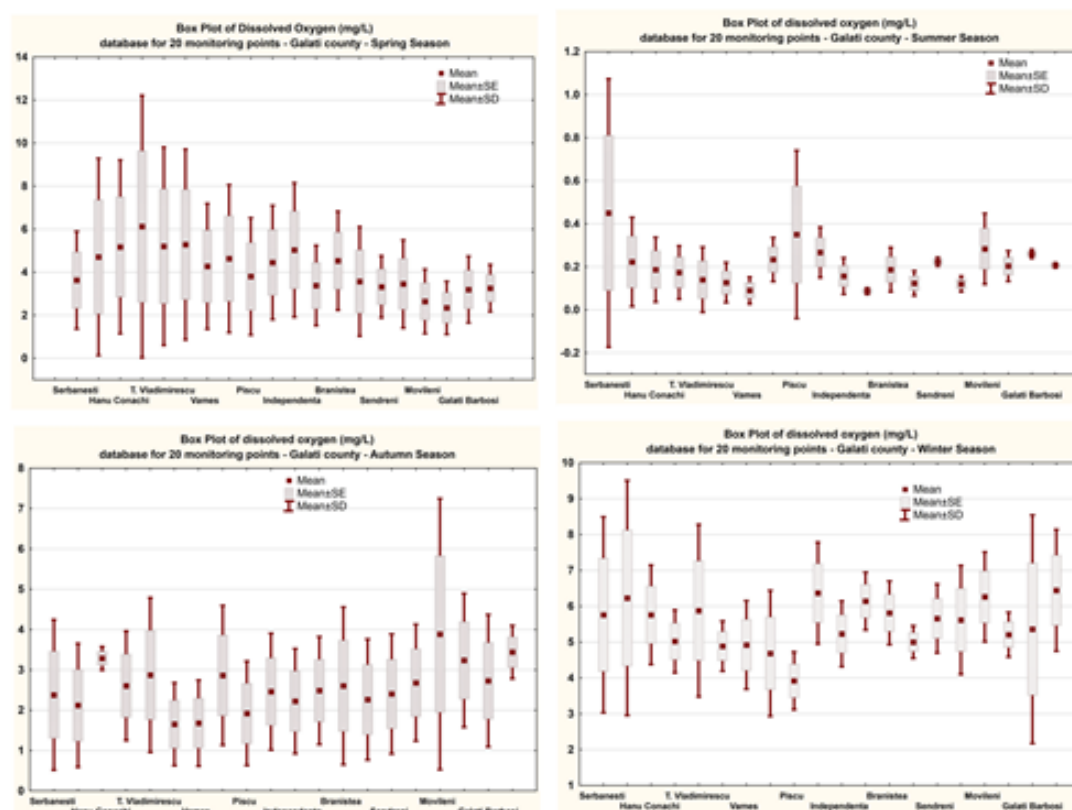 Box Plot of Dissolved Oxygen (mg/L)
database for 20 monitoring points - Galati county - Spring Season
14
12
10
8
6
4
2
0
Mean
Mean±SE
Mean±SD
Serbanesti T. Vladimirescu Piscu Branistea Movileni
Hanu Conachi Vames Independenta Sendreni Galati Barbosi
Box Plot of dissolved oxygen (mg/L)
database for 20 monitoring points - Galati county - Summer Season
1.2
1.0
0.8
0.6
0.4
0.2
0.0
-0.2
Mean
Mean±SE
Mean±SD
Serbanesti T. Vladimirescu Piscu Branistea Movileni
Hanu Conachi Vames Independenta Sendreni Galati Barbosi
Box Plot of dissolved oxygen (mg/L)
database for 20 monitoring points - Galati county - Autumn Season
8
7
6
5
4
3
2
1
0
Mean
Mean±SE
Mean±SD
Serbanesti T. Vladimirescu Piscu Branistea Movileni
Hanu Conachi Vames Independenta Sendreni Galati Barbosi
Box Plot of dissolved oxygen (mg/L)
database for 20 monitoring points - Galati county - Winter Season
10
9
8
7
6
5
4
3
2
1
Mean
Mean±SE
Mean±SD
Serbanesti T. Vladimirescu Piscu Branistea Movileni
Hanu Conachi Vames Independenta Sendreni Galati Barbosi